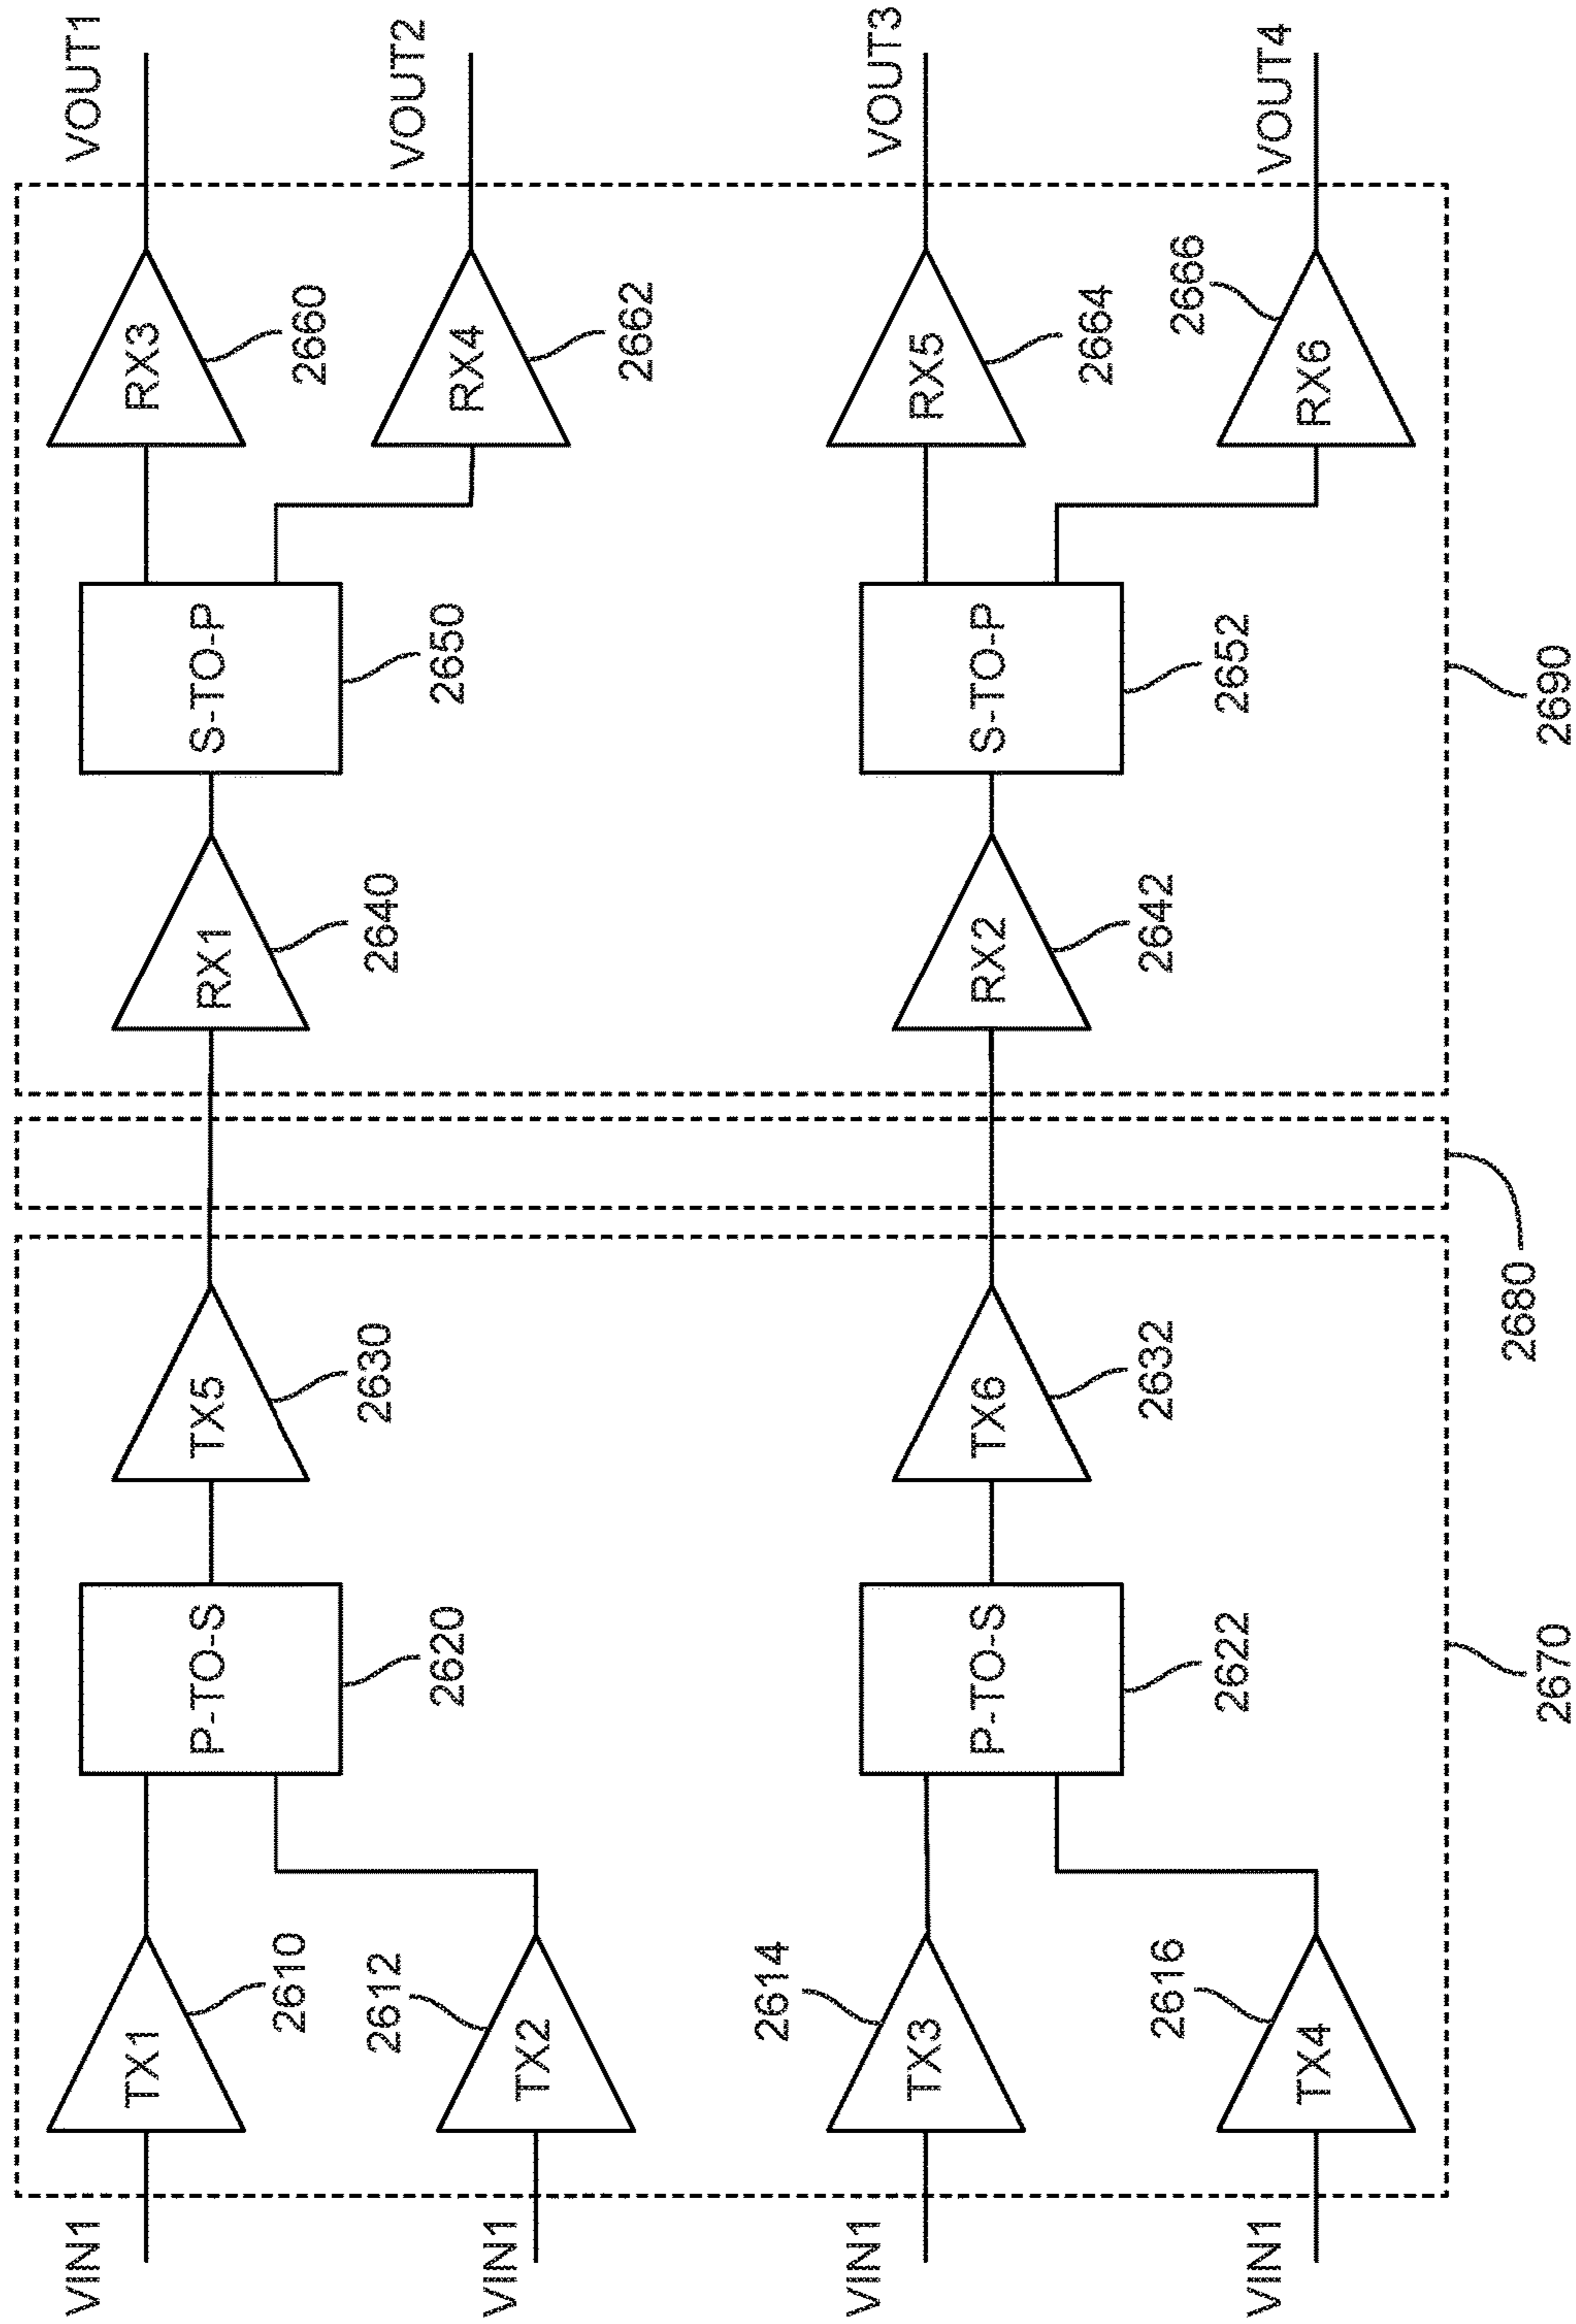 VIN1
TX1
2610
P-TO-S
2620
TX5
2630
RX1
2640
S-TO-P
2650
RX3
2660
VOUT1
VIN1
TX2
2612
RX4
2662
VOUT2
VIN1
TX3
2614
P-TO-S
2622
TX6
2632
RX2
2642
S-TO-P
2652
RX5
2664
VOUT3
VIN1
TX4
2616
RX6
2666
VOUT4
2670
2680
2690